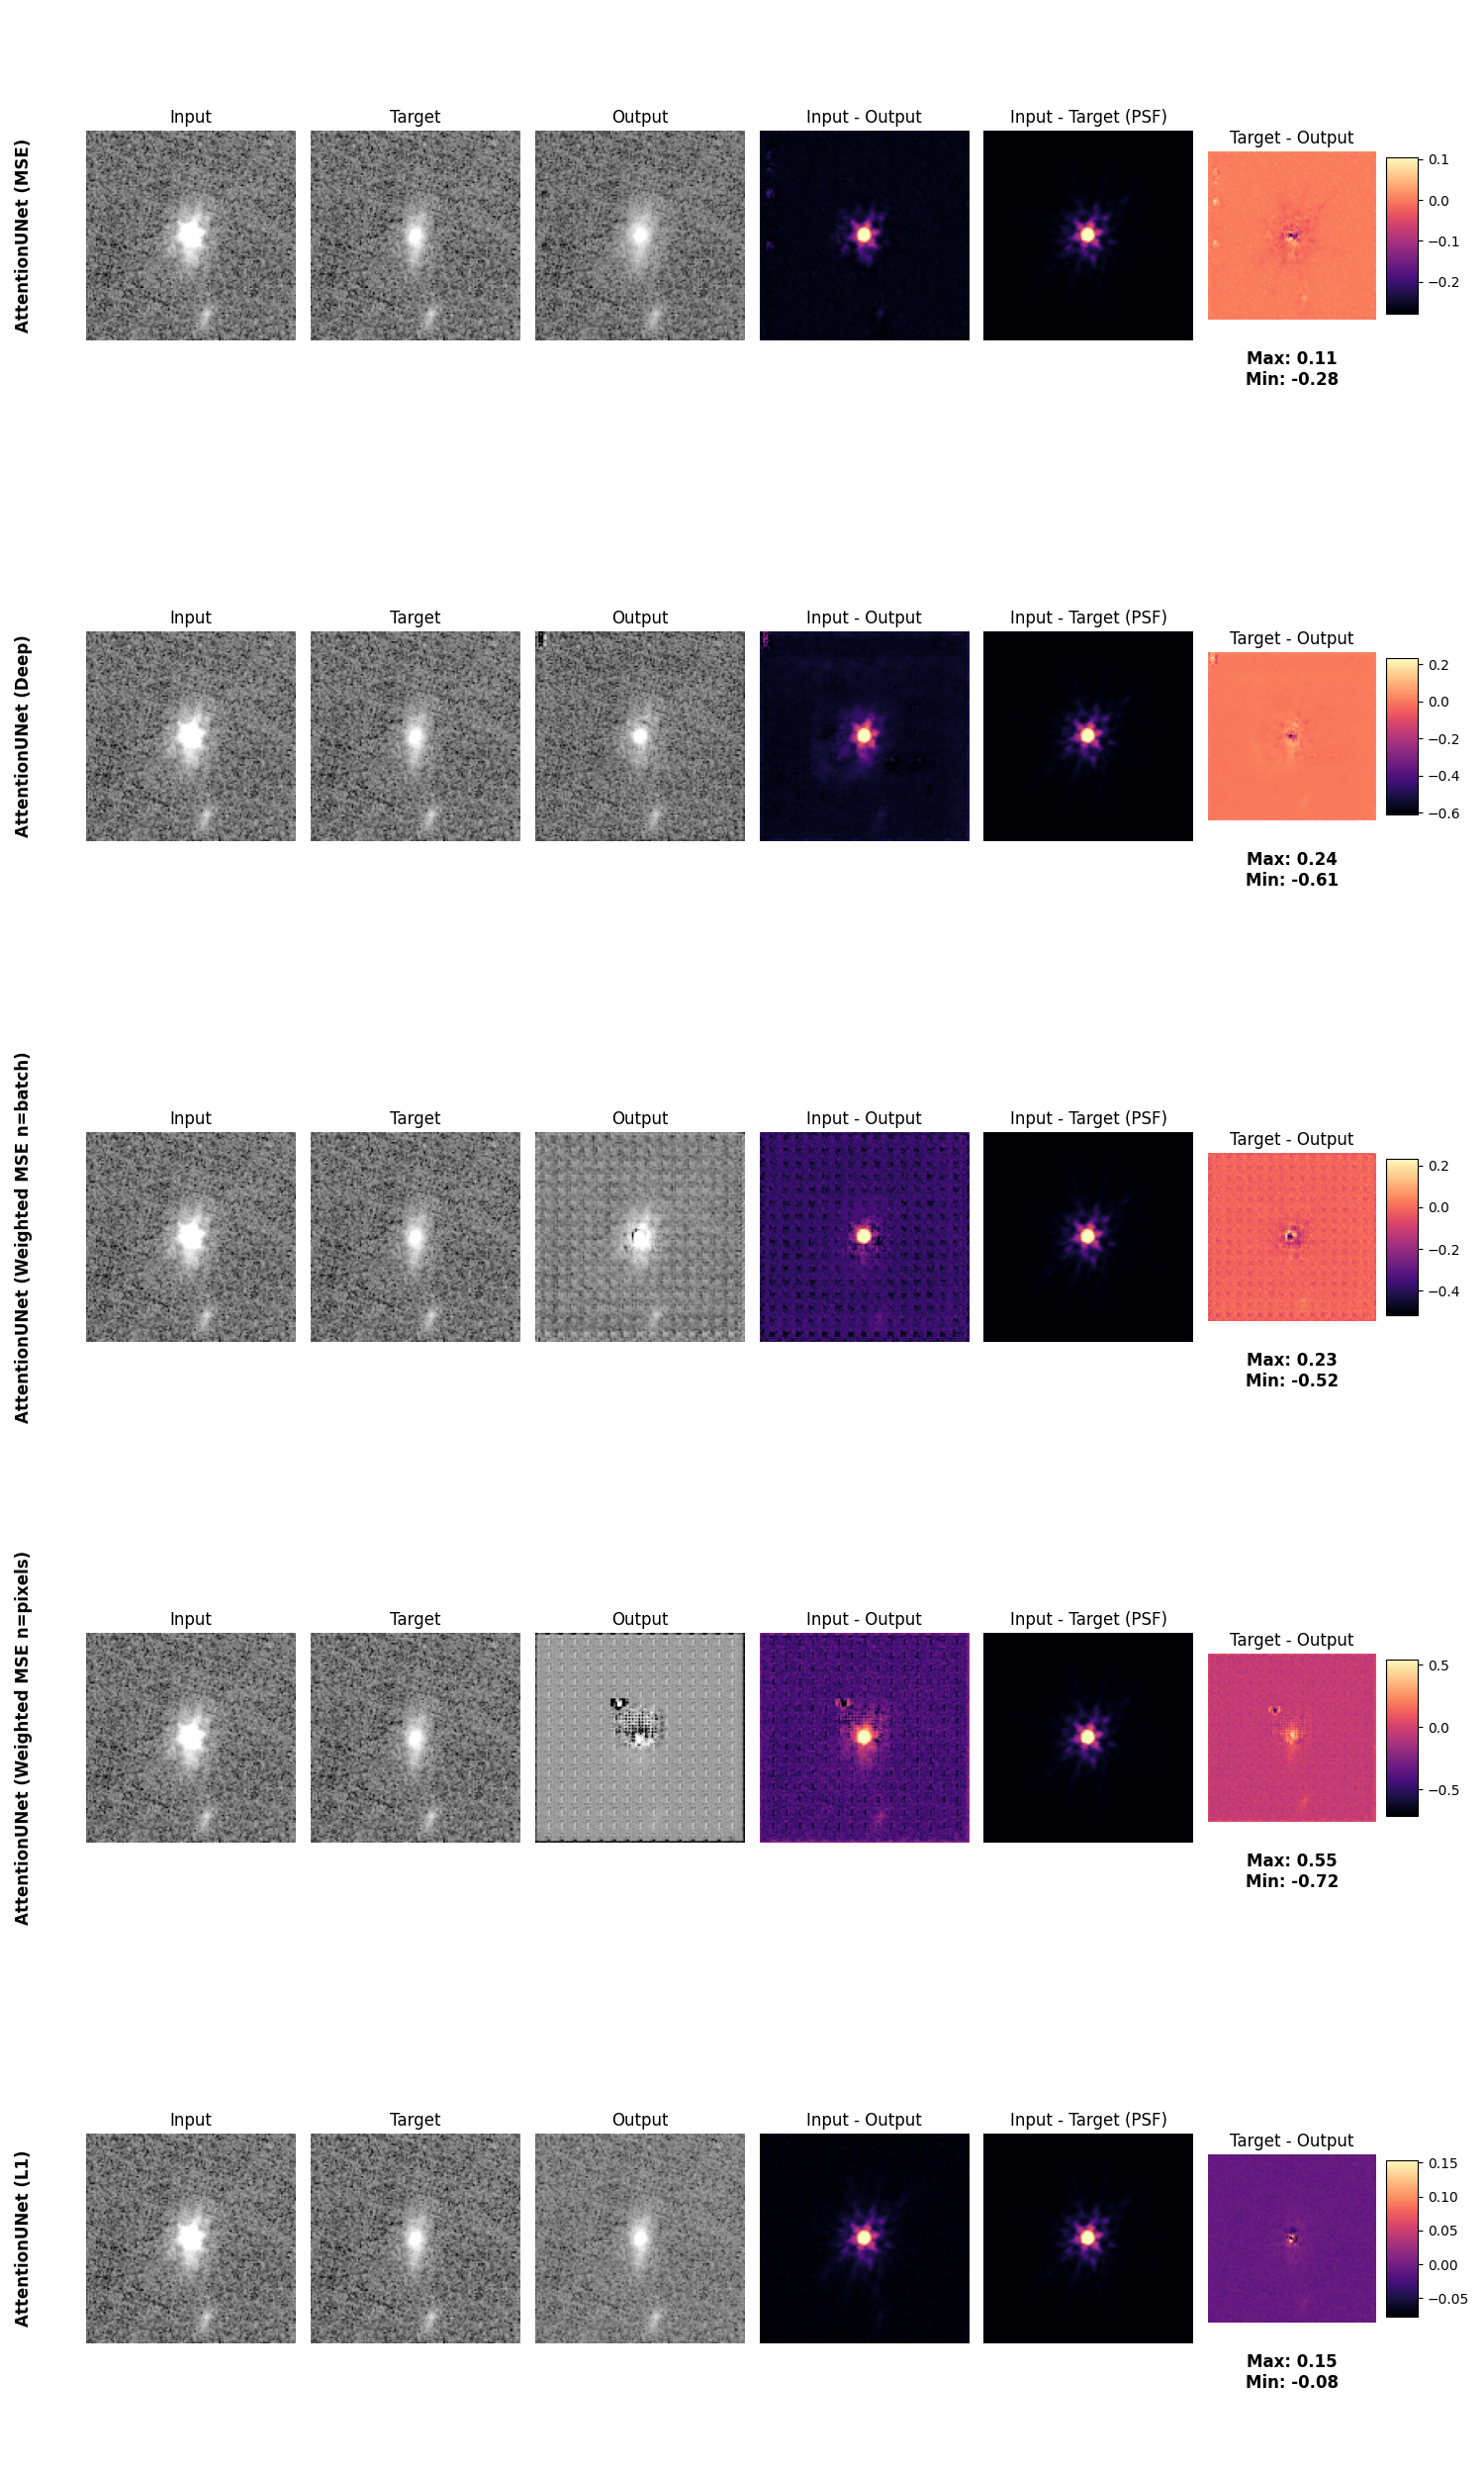 AttentionUNet (MSE)
Input
Target
Output
Input - Output
Input - Target (PSF)
Target - Output
0.1
0.0
−0.1
−0.2
Max: 0.11
Min: -0.28
AttentionUNet (Deep)
Input
Target
Output
Input - Output
Input - Target (PSF)
Target - Output
0.2
0.0
−0.2
−0.4
−0.6
Max: 0.24
Min: -0.61
AttentionUNet (Weighted MSE n=batch)
Input
Target
Output
Input - Output
Input - Target (PSF)
Target - Output
0.2
0.0
−0.2
−0.4
Max: 0.23
Min: -0.52
AttentionUNet (Weighted MSE n=pixels)
Input
Target
Output
Input - Output
Input - Target (PSF)
Target - Output
0.5
0.0
−0.5
Max: 0.55
Min: -0.72
AttentionUNet (L1)
Input
Target
Output
Input - Output
Input - Target (PSF)
Target - Output
0.15
0.10
0.05
0.00
−0.05
Max: 0.15
Min: -0.08